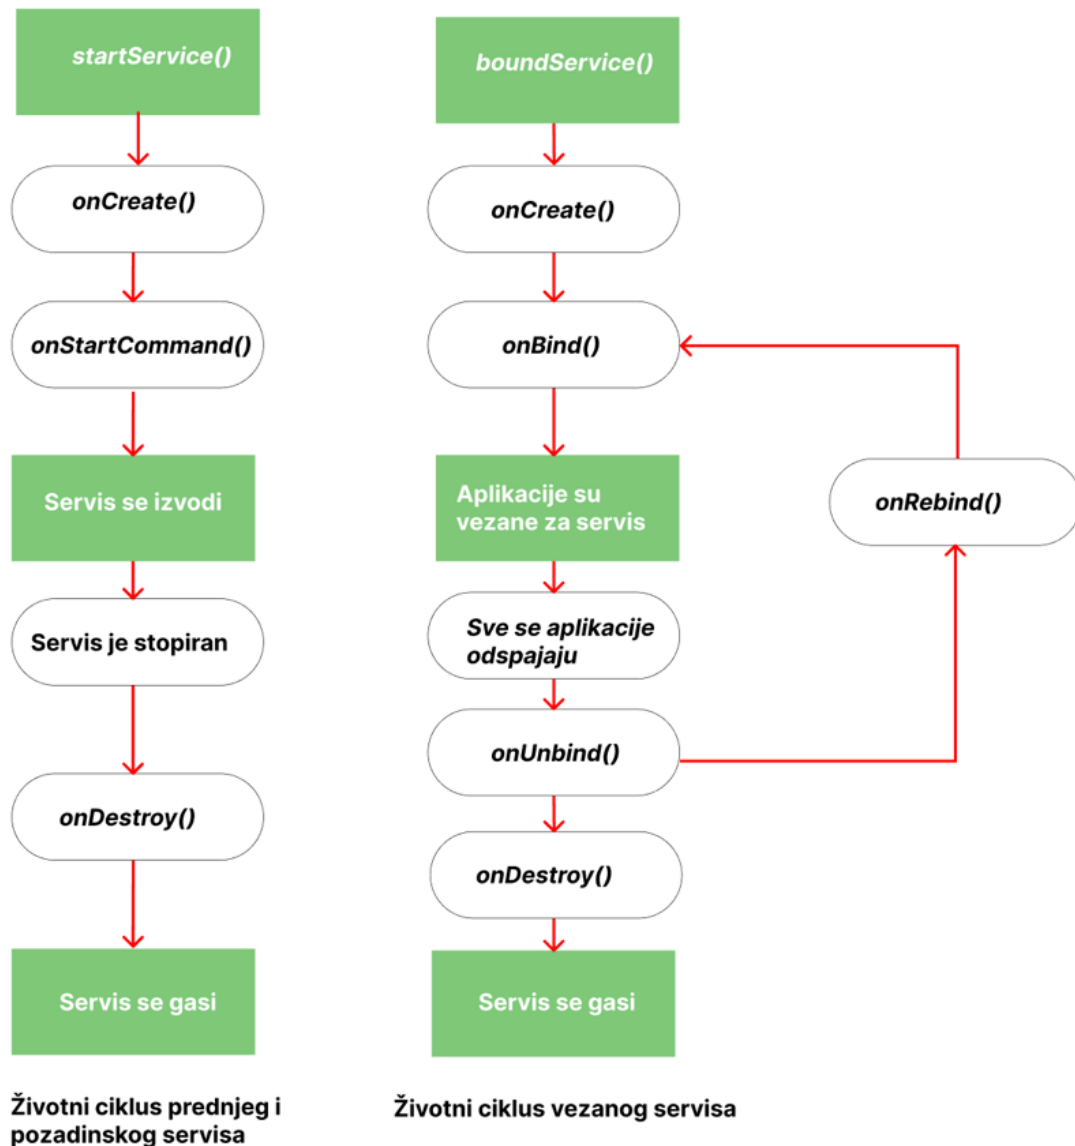 startService()
onCreate()
onStartCommand()
Servis se izvodi
Servis je stopiran
onDestroy()
Servis se gasi
Životni ciklus prednjeg i
pozadinskog servisa
boundService()
onCreate()
onBind()
Aplikacije su
vezane za servis
Sve se aplikacije
odspajaju
onUnbind()
onDestroy()
Servis se gasi
Životni ciklus vezanog servisa
onRebind()